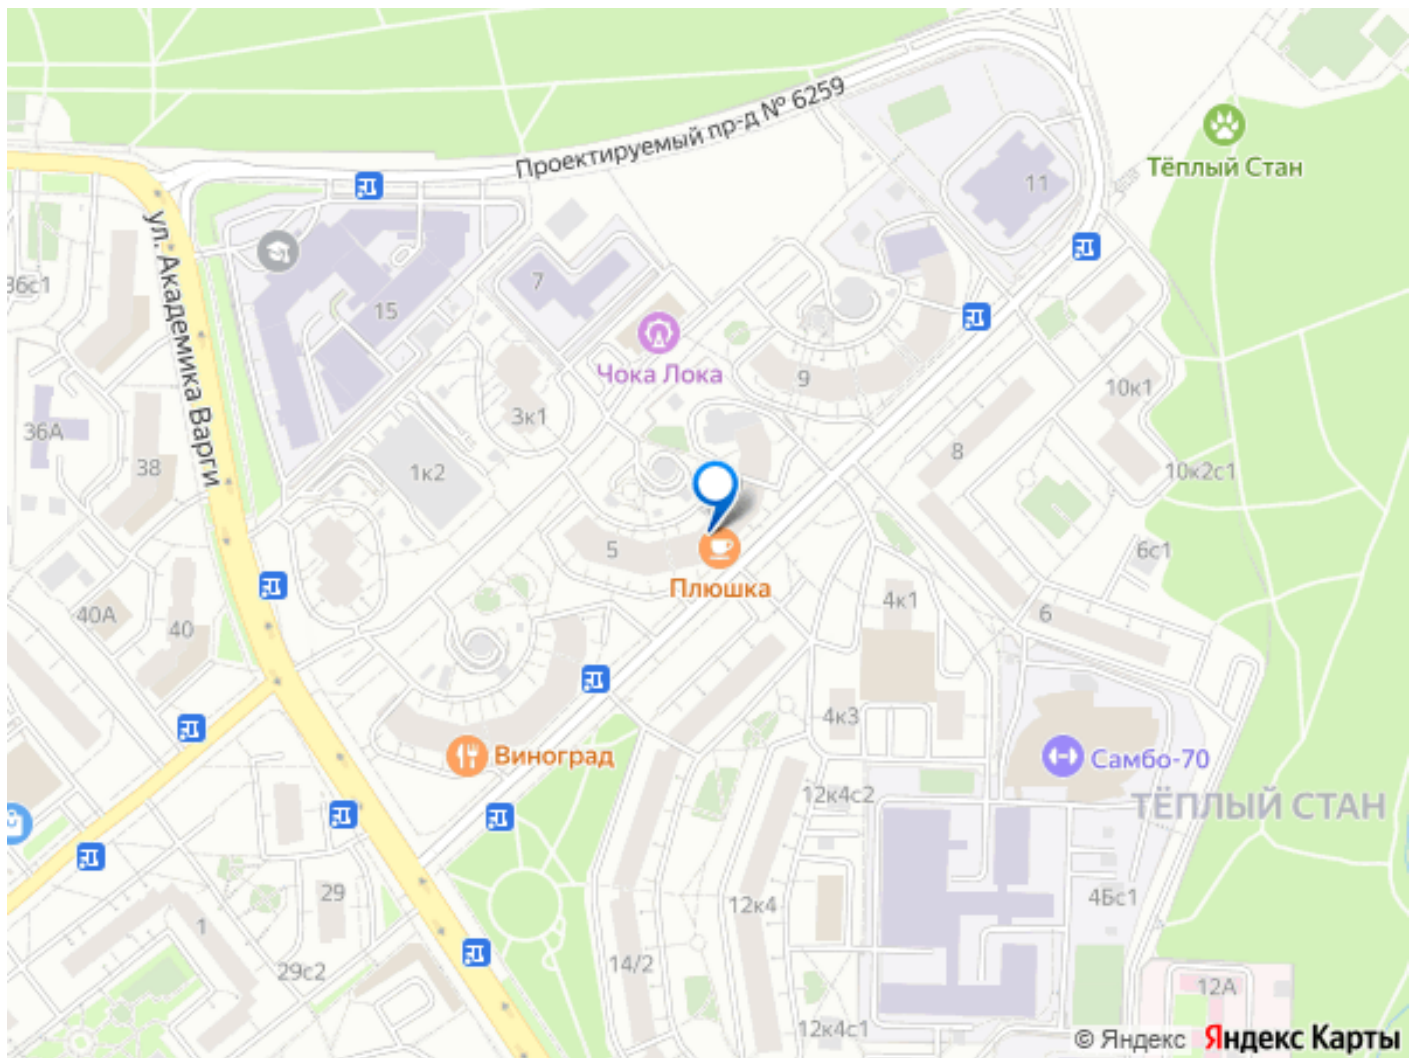 Проектируемый пр-д № 6259
Тёплый Стан
11
ул. Академика Варги
36с1
7
15
Чока Лока
9
10к1
3к1
36А
8
38
1к2
10к2с1
5
6с1
Плюшка
4к1
40А
40
6
4к3
Виноград
Самбо-70
12к4с2
ТЁПЛЫЙ СТАН
29
4Бс1
12к4
1
14/2
29с2
12А
12к4с1
© Яндекс Яндекс Карты